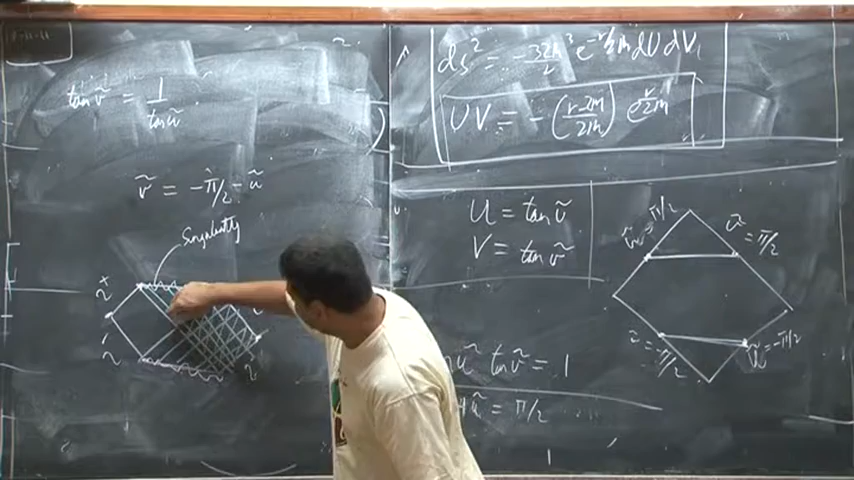 tan ṽ = 1 / tan ũ
ṽ = -π/2 - ũ
Singularity
ds² = -32m³ / r e^{-r/2m} dU dV,
UV = -((r-2m)/2m) e^{r/2m}
U = tan ũ
V = tan ṽ
ũ = π/2
ṽ = π/2
ṽ = -π/2
ũ = -π/2
tan ṽ = 1
ũ = π/2